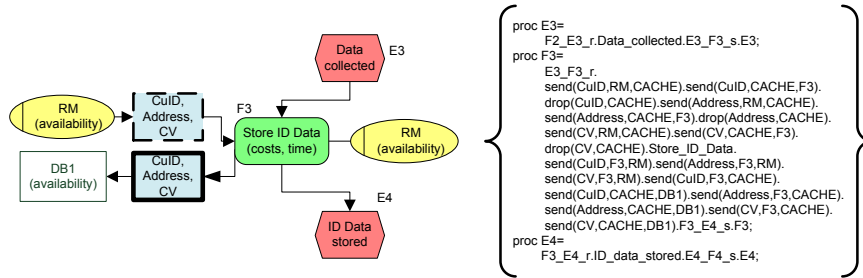 Data
collected
E3
RM
(availability)
CuID,
Address,
CV
F3
Store ID Data
(costs, time)
RM
(availability)
DB1
(availability)
CuID,
Address,
CV
E4
ID Data
stored
proc E3=
F2_E3_r.Data_collected.E3_F3_s.E3;
proc F3=
E3_F3_r.
send(CuID,RM,CACHE).send(CuID,CACHE,F3).
drop(CuID,CACHE).send(Address,RM,CACHE).
send(Address,CACHE,F3).drop(Address,CACHE).
send(CV,RM,CACHE).send(CV,CACHE,F3).
drop(CV,CACHE).Store_ID_Data.
send(CuID,F3,RM).send(Address,F3,RM).
send(CV,F3,RM).send(CuID,F3,CACHE).
send(CuID,CACHE,DB1).send(Address,F3,CACHE).
send(Address,CACHE,DB1).send(CV,F3,CACHE).
send(CV,CACHE,DB1).F3_E4_s.F3;
proc E4=
F3_E4_r.ID_data_stored.E4_F4_s.E4;